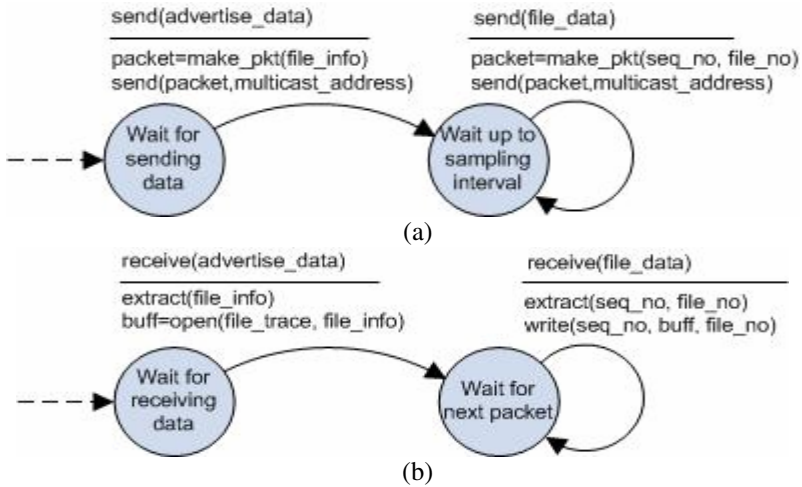 send(advertise_data)
packet=make_pkt(file_info)
send(packet,multicast_address)
send(file_data)
packet=make_pkt(seq_no, file_no)
send(packet,multicast_address)
Wait for
sending
data
Wait up to
sampling
interval
(a)
receive(advertise_data)
extract(file_info)
buff=open(file_trace, file_info)
receive(file_data)
extract(seq_no, file_no)
write(seq_no, buff, file_no)
Wait for
receiving
data
Wait for
next packet
(b)